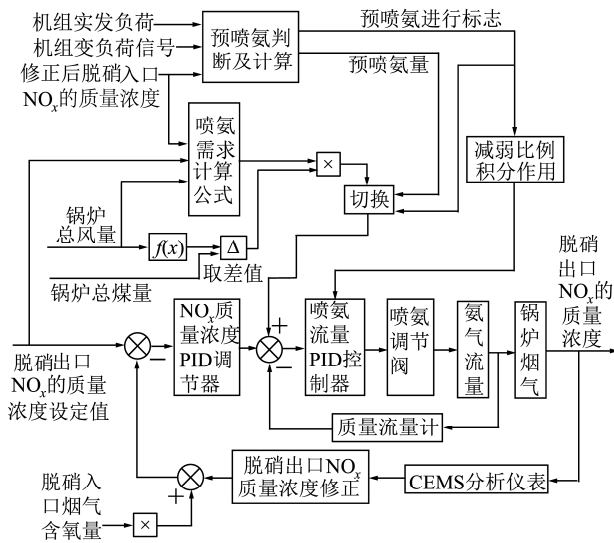 机组实发负荷
机组变负荷信号
修正后脱硝入口
NOx的质量浓度
预喷氨判
断及计算
预喷氨进行标志
预喷氨量
喷氨
需求
计算
公式
×
切换
减弱比例
积分作用
锅炉
总风量
f(x)
Δ
取差值
锅炉总煤量
脱硝
出口
NOx的
质量
浓度
NOx质
量浓度
PID调
节器
+
−
喷氨
流量
PID控
制器
喷氨
调节
阀
氨
气
流
量
锅
炉
烟
气
−
脱硝出口
NOx的质量
浓度设定值
质量流量计
脱硝出口NOx
质量浓度修正
CEMS分析仪表
脱硝入
口烟气
含氧量
×
+